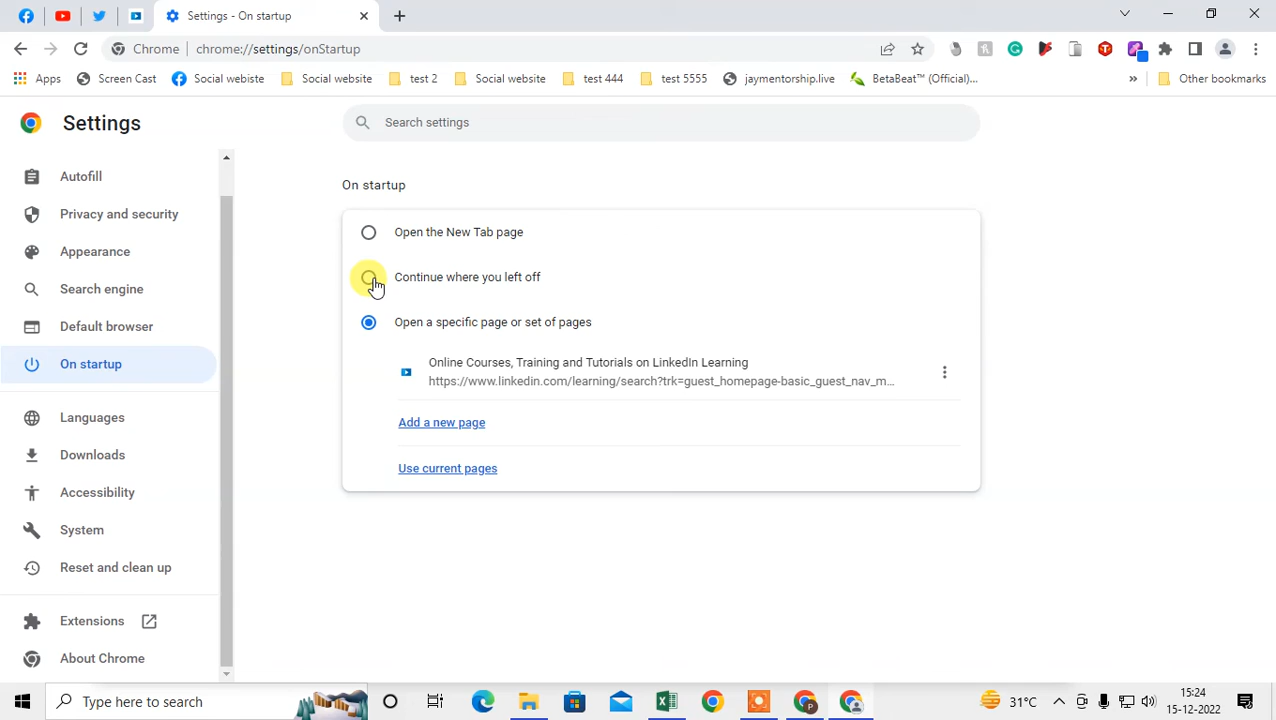 Settings - On startup
Chrome | chrome://settings/onStartup
Apps Screen Cast Social webiste Social website test 2 Social website test 444 test 5555 jaymentorship.live BetaBeat™ (Official)... » Other bookmarks
Settings
Search settings
Autofill
Privacy and security
Appearance
Search engine
Default browser
On startup
Languages
Downloads
Accessibility
System
Reset and clean up
Extensions
About Chrome
On startup
Open the New Tab page
Continue where you left off
Open a specific page or set of pages
Online Courses, Training and Tutorials on LinkedIn Learning
https://www.linkedin.com/learning/search?trk=guest_homepage-basic_guest_nav_m...
Add a new page
Use current pages
Type here to search
31°C
15:24
15-12-2022